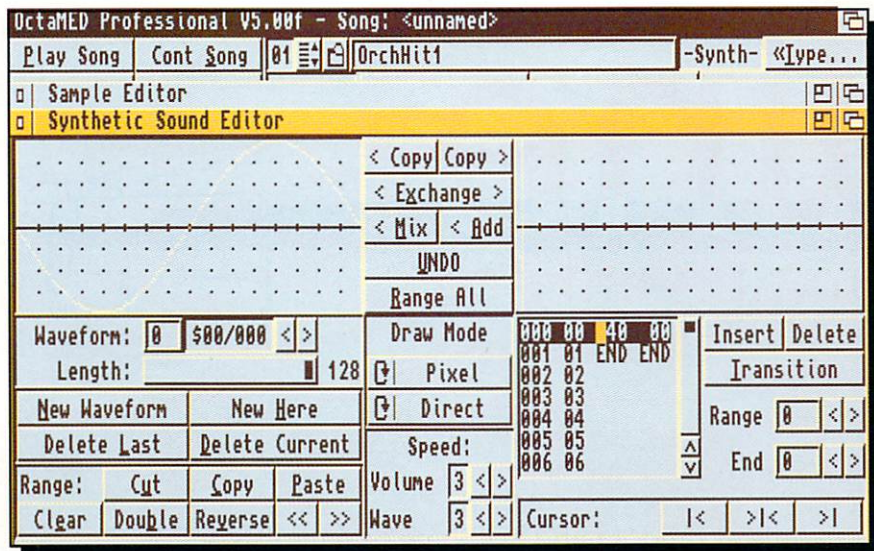 OctaMED Professional V5.00f - Song: <unnamed>
Play Song Cont Song 01 OrchHit1 -Synth- «Type...
Sample Editor
Synthetic Sound Editor
< Copy Copy >
< Exchange >
< Mix < Add
UNDO
Range All
Waveform: 0 $00/000 < >
Length: 128
New Waveform New Here
Delete Last Delete Current
Range: Cut Copy Paste
Clear Double Reverse << >>
Draw Mode
Pixel
Direct
Speed:
Volume 3 < >
Wave 3 < >
000 00 40 00
001 01 END END
002 02
003 03
004 04
005 05
006 06
Insert Delete
Transition
Range 0 < >
End 0 < >
Cursor: |< >|< >|